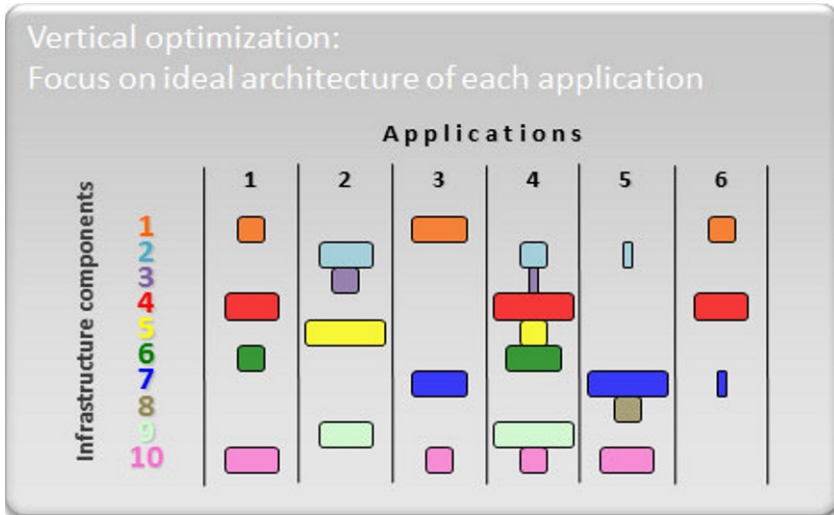 Vertical optimization:
Focus on ideal architecture of each application
Applications
1 2 3 4 5 6
Infrastructure components
1
2
3
4
5
6
7
8
9
10